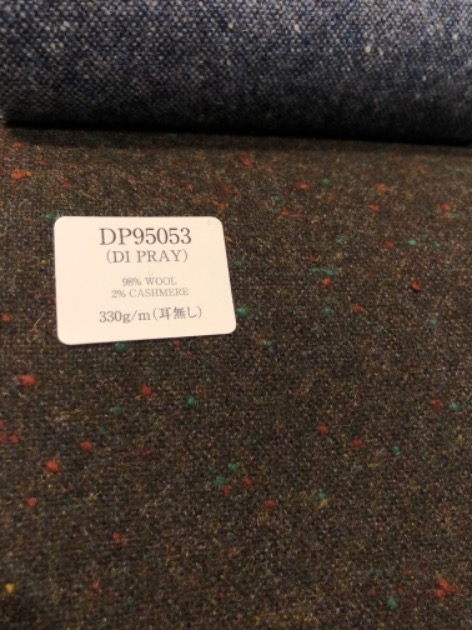 DP95053
(DI PRAY)
98% WOOL
2% CASHMERE
330g/m(耳無し)